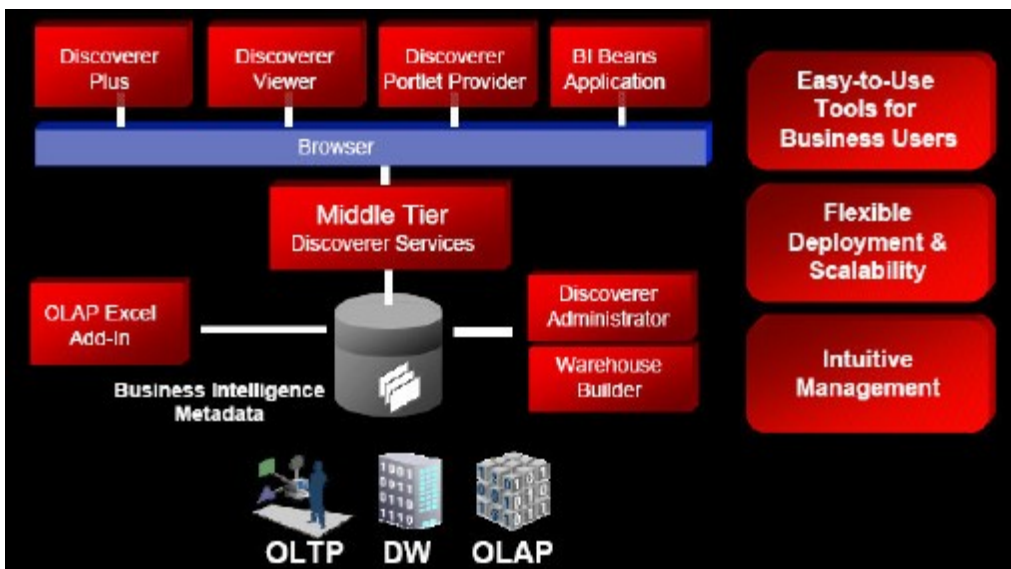 Discoverer
Plus
Discoverer
Viewer
Discoverer
Portlet Provider
BI Beans
Application
Browser
Middle Tier
Discoverer Services
OLAP Excel
Add-In
Business Intelligence
Metadata
Discoverer
Administrator
Warehouse
Builder
Easy-to-Use
Tools for
Business Users
Flexible
Deployment &
Scalability
Intuitive
Management
OLTP
DW
OLAP